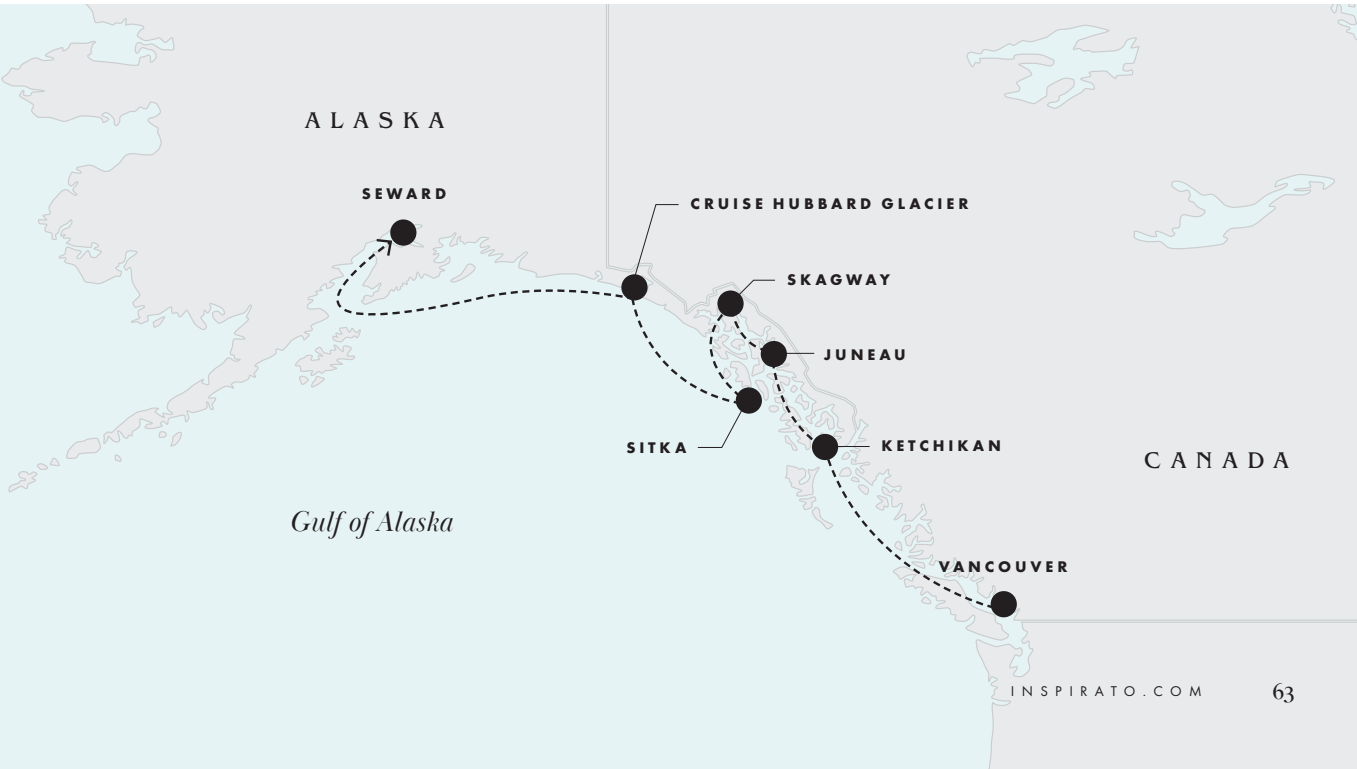 ALASKA
SEWARD
CRUISE HUBBARD GLACIER
SKAGWAY
JUNEAU
SITKA
KETCHIKAN
CANADA
Gulf of Alaska
VANCOUVER
INSPIRATO.COM 63